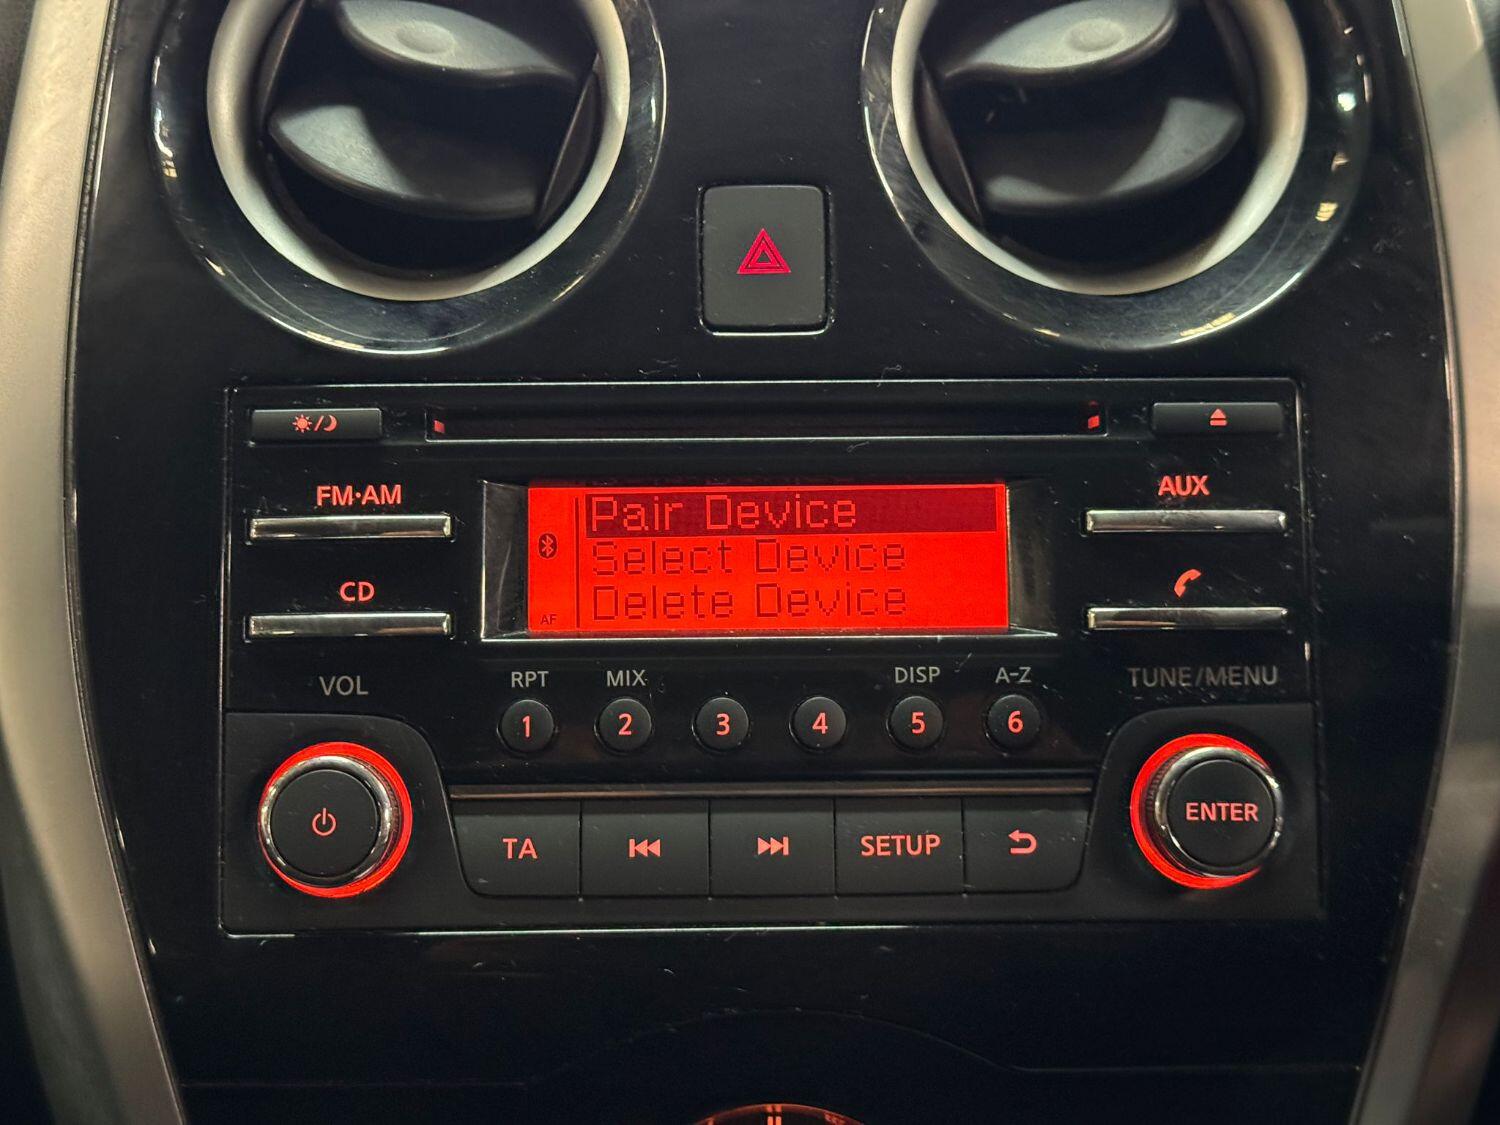 FM·AM
AUX
Pair Device
Select Device
Delete Device
AF
CD
VOL
RPT MIX DISP A-Z
TUNE/MENU
1 2 3 4 5 6
TA SETUP
ENTER